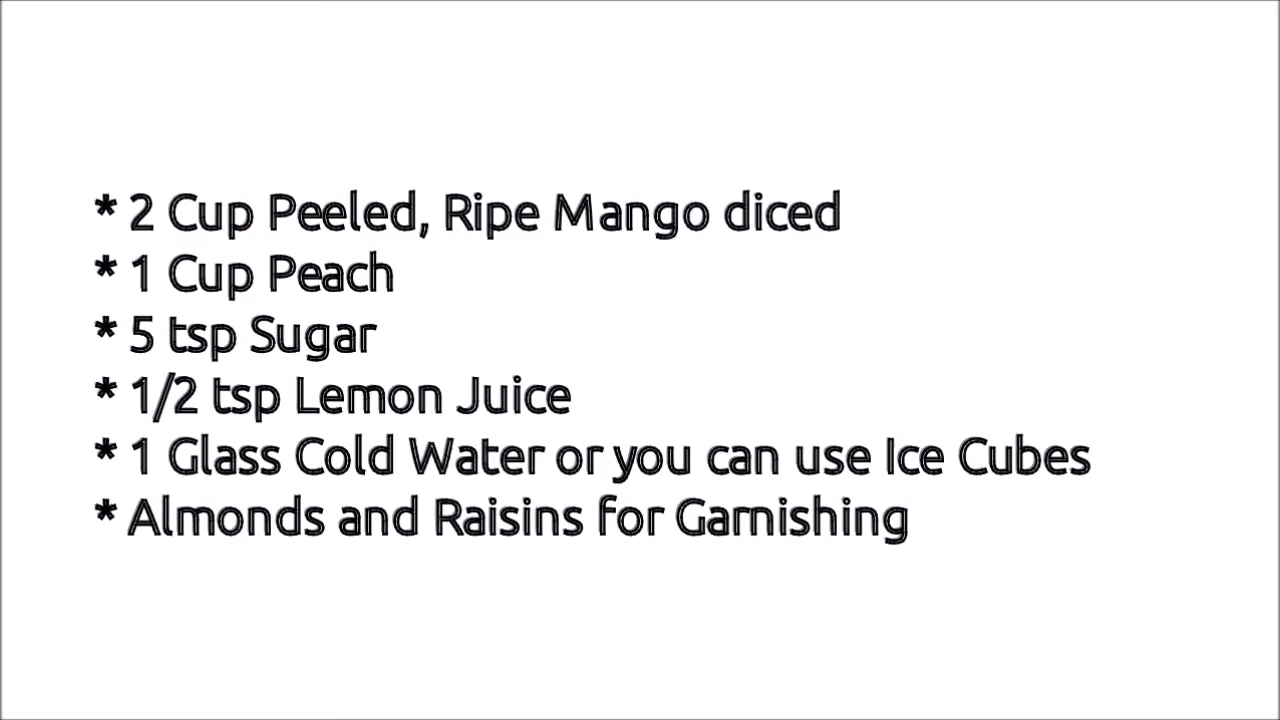 * 2 Cup Peeled, Ripe Mango diced
* 1 Cup Peach
* 5 tsp Sugar
* 1/2 tsp Lemon Juice
* 1 Glass Cold Water or you can use Ice Cubes
* Almonds and Raisins for Garnishing